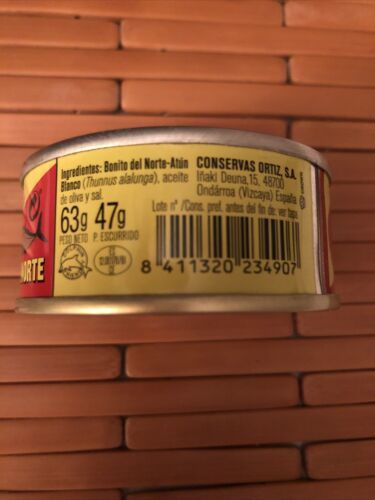 Ingredientes: Bonito del Norte-Atún
Blanco (Thunnus alalunga), aceite
de oliva y sal.
63g 47g
PESO NETO P. ESCURRIDO
NORTE
CONSERVAS ORTIZ, S.A.
Iñaki Deuna,15. 48700
Ondárroa (Vizcaya) España
Lote nº/Cons. pref. antes del fin de: ver tapa
8 411320 234907